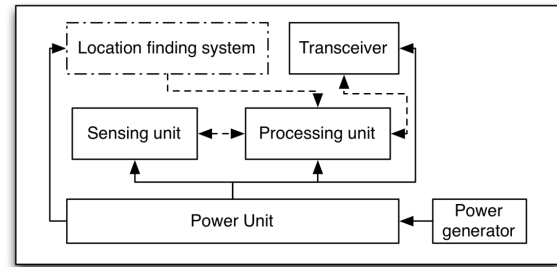 Location finding system
Transceiver
Sensing unit
Processing unit
Power Unit
Power
generator